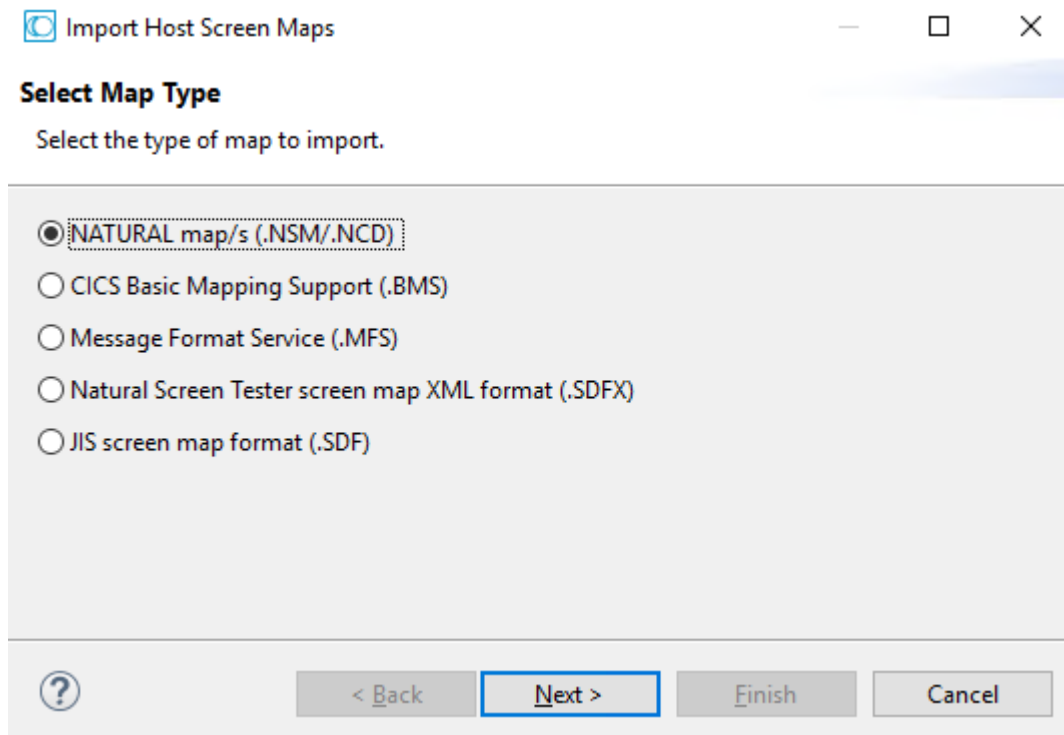 Import Host Screen Maps
Select Map Type
Select the type of map to import.
NATURAL map/s (.NSM/.NCD)
CICS Basic Mapping Support (.BMS)
Message Format Service (.MFS)
Natural Screen Tester screen map XML format (.SDFX)
JIS screen map format (.SDF)
? < Back Next > Finish Cancel